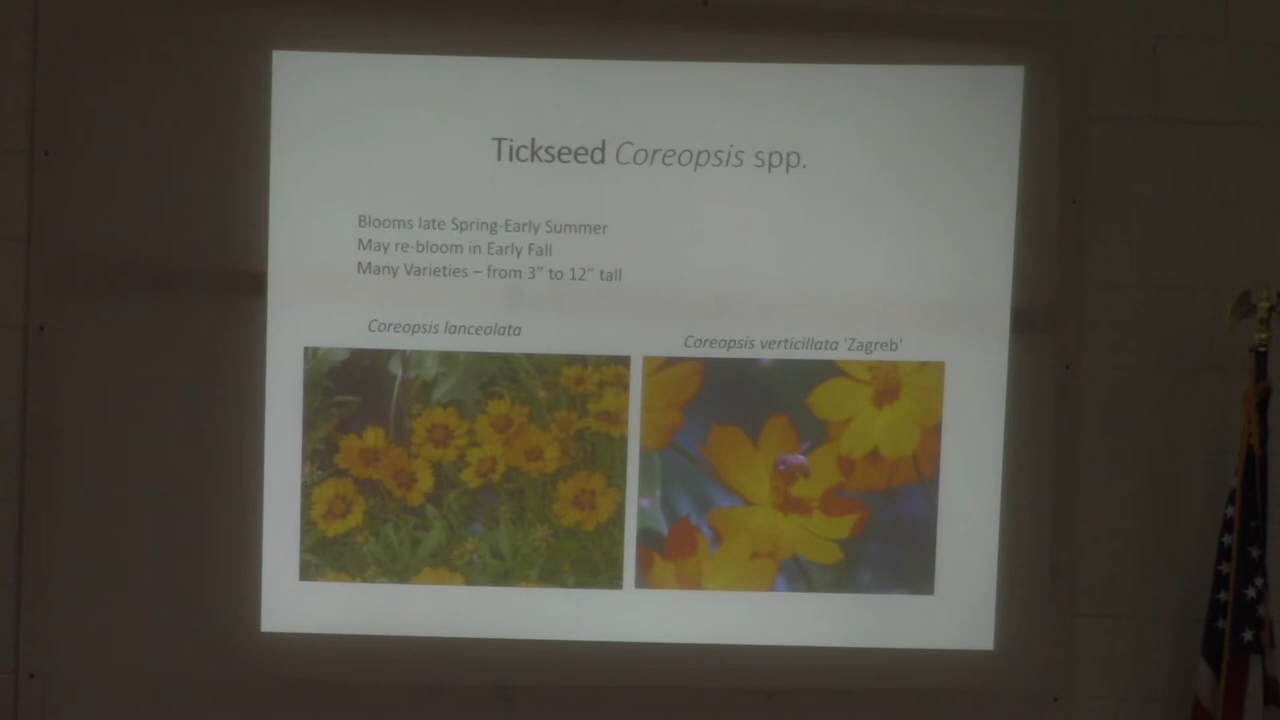 Tickseed Coreopsis spp.
Blooms late Spring-Early Summer
May re-bloom in Early Fall
Many Varieties – from 3” to 12” tall
Coreopsis lanceolata
Coreopsis verticillata 'Zagreb'